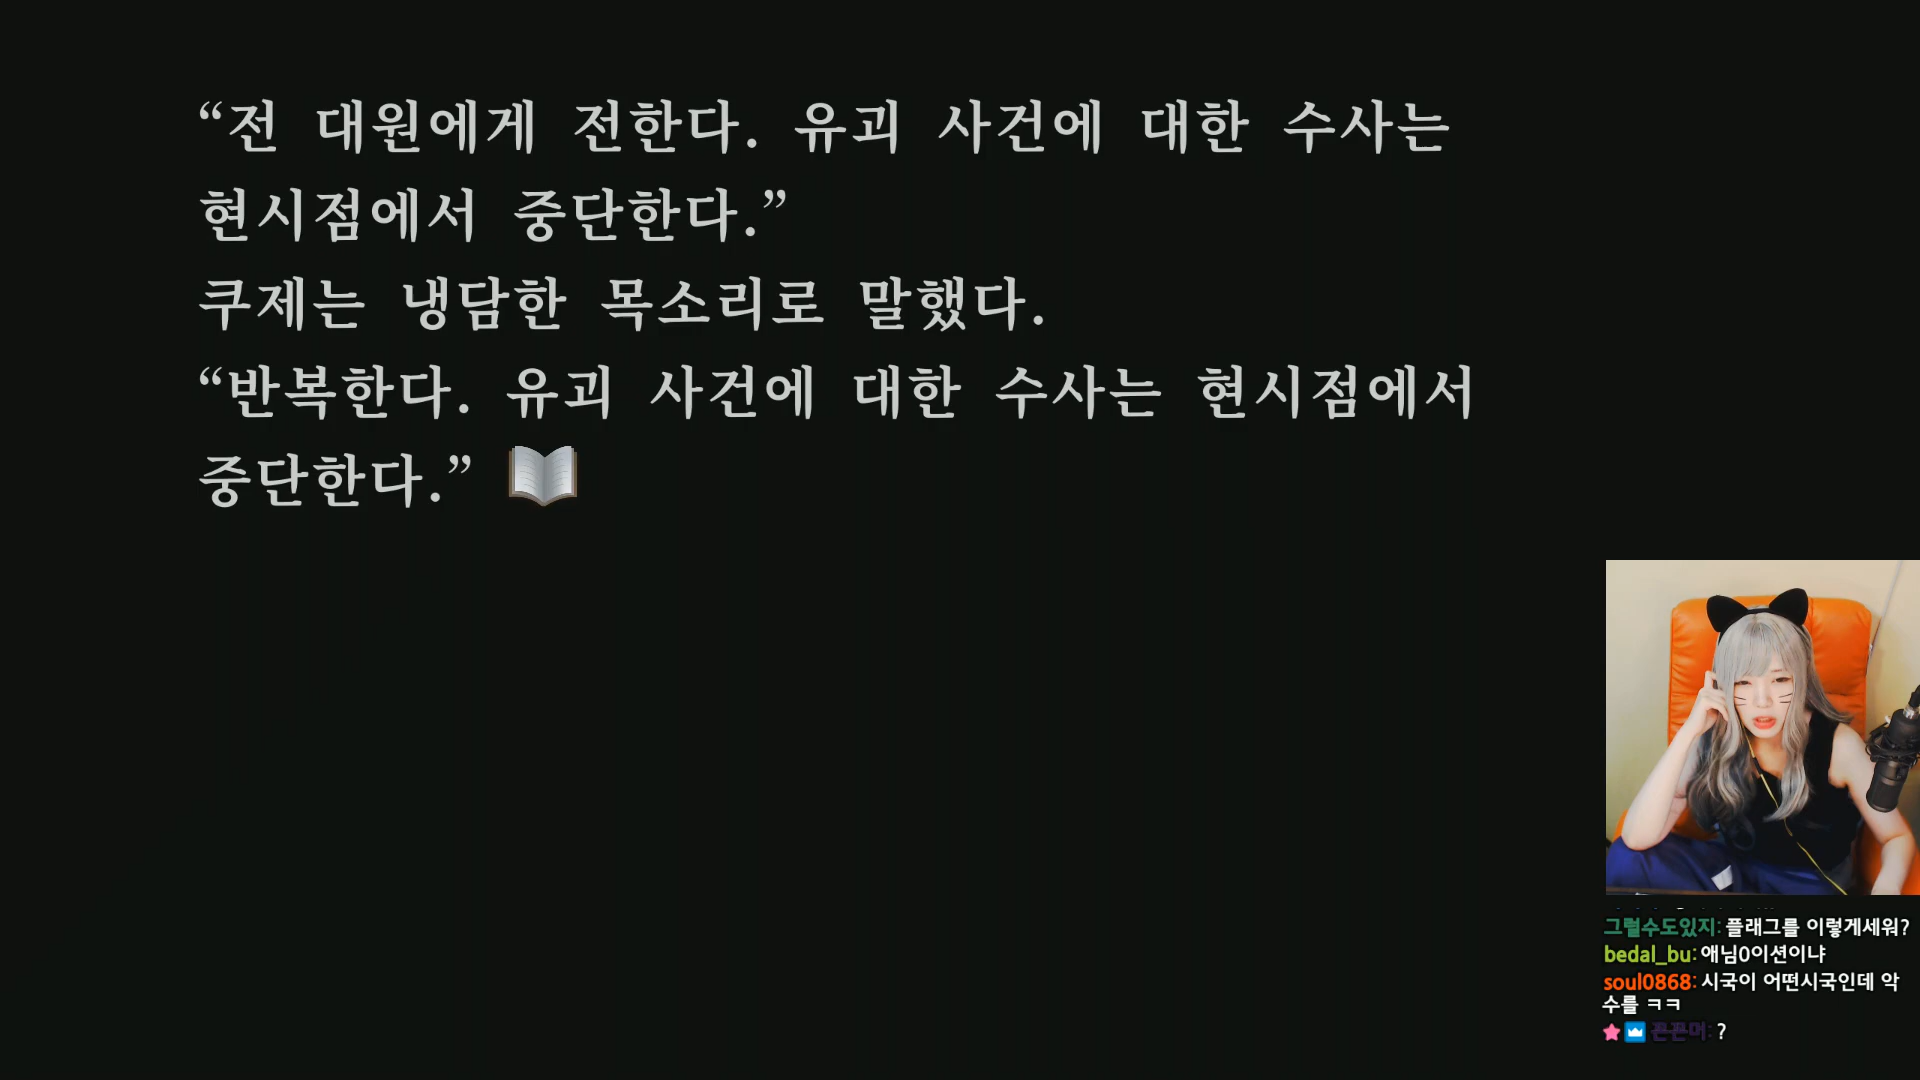 “전 대원에게 전한다. 유괴 사건에 대한 수사는
현시점에서 중단한다.”
쿠제는 냉담한 목소리로 말했다.
“반복한다. 유괴 사건에 대한 수사는 현시점에서
중단한다.”
그럴수도있지: 플래그를 이렇게세워?
bedal_bu: 애님0이션이냐
soul0868: 시국이 어떤시국인데 악
수를 ㅋㅋ
: ?